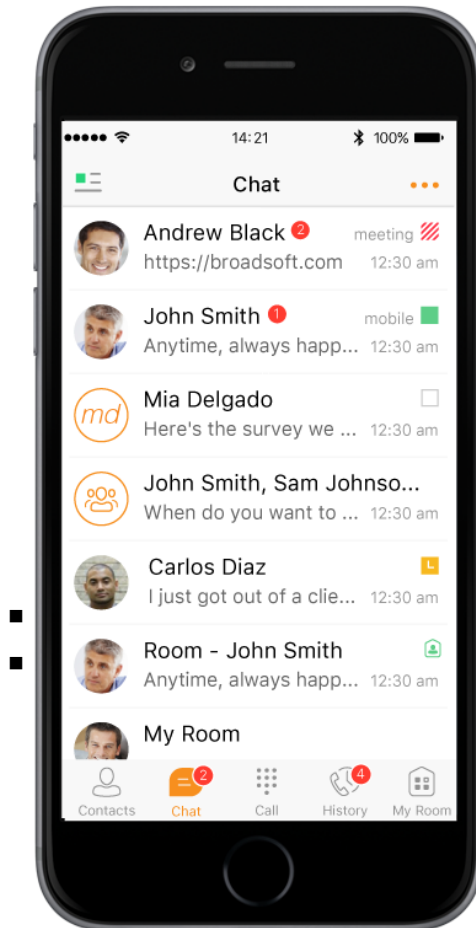 14:21
100%
Chat
Andrew Black 2 meeting
https://broadsoft.com 12:30 am
John Smith 1 mobile
Anytime, always happ... 12:30 am
md
Mia Delgado
Here's the survey we ... 12:30 am
John Smith, Sam Johnso...
When do you want to ... 12:30 am
Carlos Diaz
I just got out of a clie... 12:30 am
Room - John Smith
Anytime, always happ... 12:30 am
My Room
2 4
Contacts Chat Call History My Room